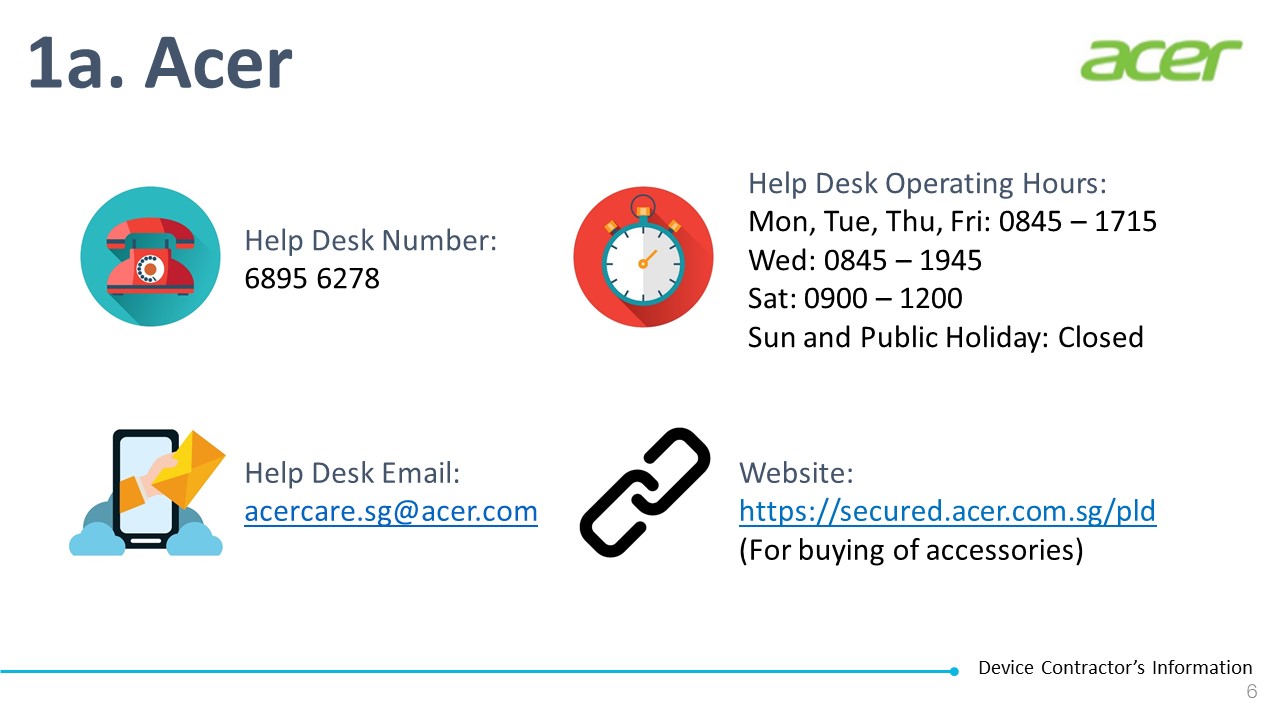 1a. Acer
acer
Help Desk Number:
6895 6278
Help Desk Operating Hours:
Mon, Tue, Thu, Fri: 0845 – 1715
Wed: 0845 – 1945
Sat: 0900 – 1200
Sun and Public Holiday: Closed
Help Desk Email:
acercare.sg@acer.com
Website:
https://secured.acer.com.sg/pld
(For buying of accessories)
Device Contractor’s Information
6